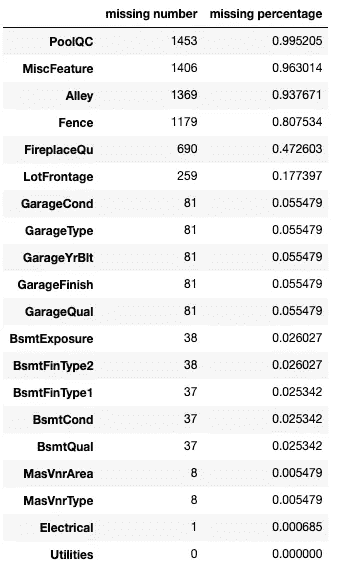 missing number missing percentage
PoolQC 1453 0.995205
MiscFeature 1406 0.963014
Alley 1369 0.937671
Fence 1179 0.807534
FireplaceQu 690 0.472603
LotFrontage 259 0.177397
GarageCond 81 0.055479
GarageType 81 0.055479
GarageYrBlt 81 0.055479
GarageFinish 81 0.055479
GarageQual 81 0.055479
BsmtExposure 38 0.026027
BsmtFinType2 38 0.026027
BsmtFinType1 37 0.025342
BsmtCond 37 0.025342
BsmtQual 37 0.025342
MasVnrArea 8 0.005479
MasVnrType 8 0.005479
Electrical 1 0.000685
Utilities 0 0.000000